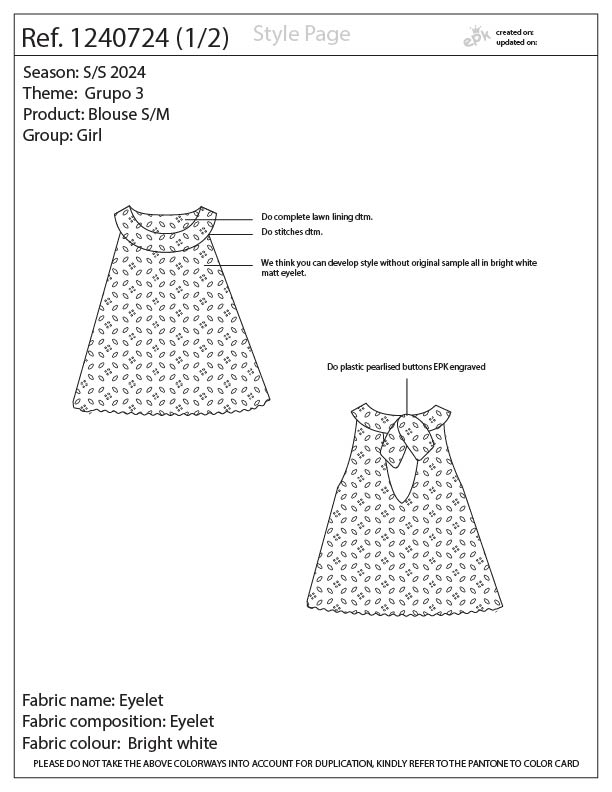 Ref. 1240724 (1/2)
Style Page
epk
created on:
updated on:
Season: S/S 2024
Theme: Grupo 3
Product: Blouse S/M
Group: Girl
Do complete lawn lining dtm.
Do stitches dtm.
We think you can develop style without original sample all in bright white
matt eyelet.
Do plastic pearlised buttons EPK engraved
Fabric name: Eyelet
Fabric composition: Eyelet
Fabric colour: Bright white
PLEASE DO NOT TAKE THE ABOVE COLORWAYS INTO ACCOUNT FOR DUPLICATION, KINDLY REFER TO THE PANTONE TO COLOR CARD